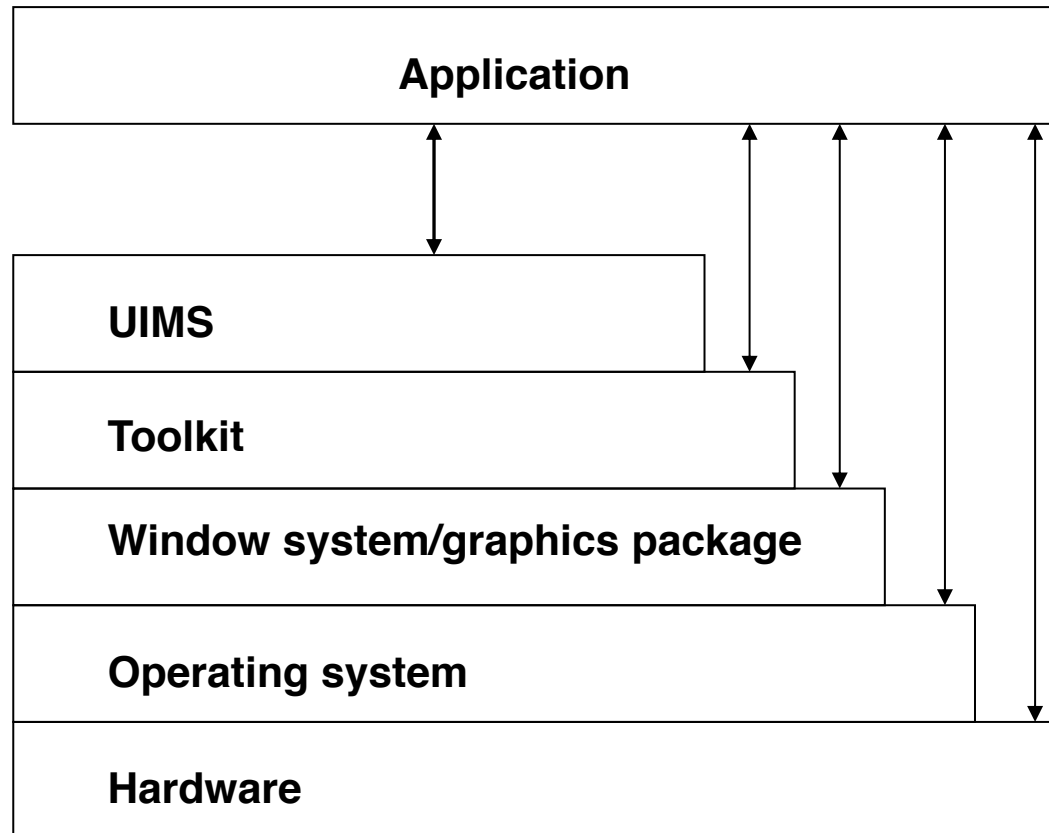 Application
UIMS
Toolkit
Window system/graphics package
Operating system
Hardware